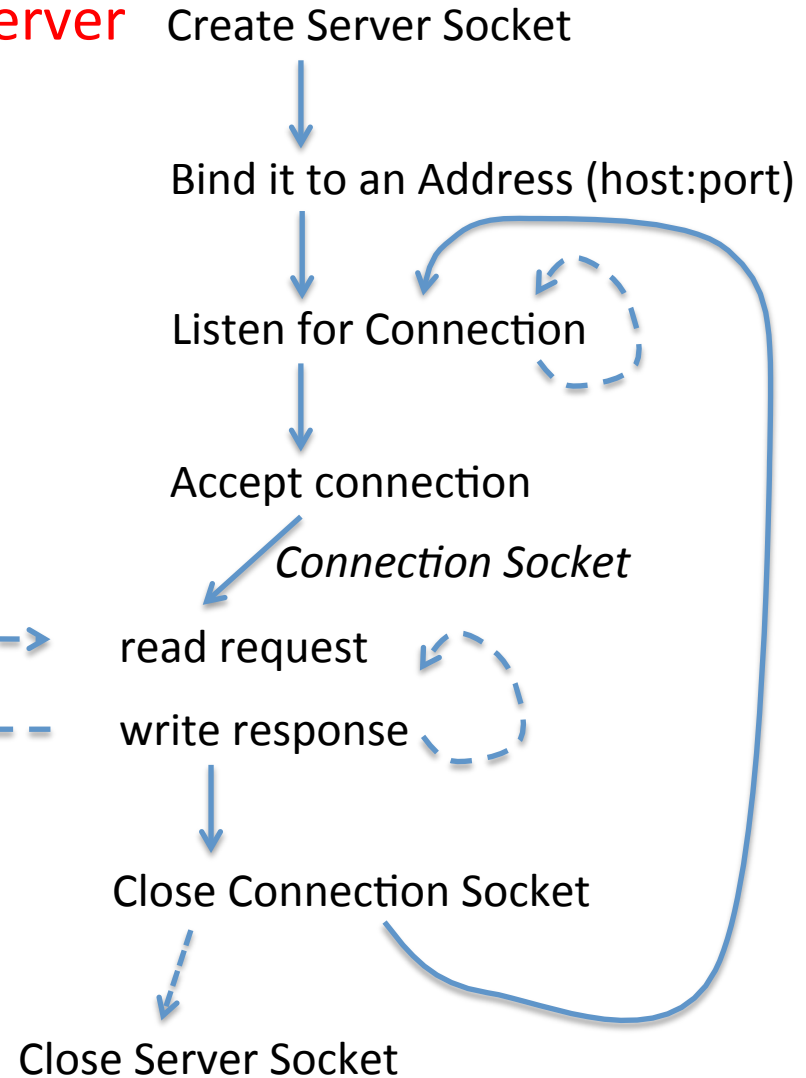 erver
Create Server Socket
Bind it to an Address (host:port)
Listen for Connection
Accept connection
Connection Socket
read request
write response
Close Connection Socket
Close Server Socket